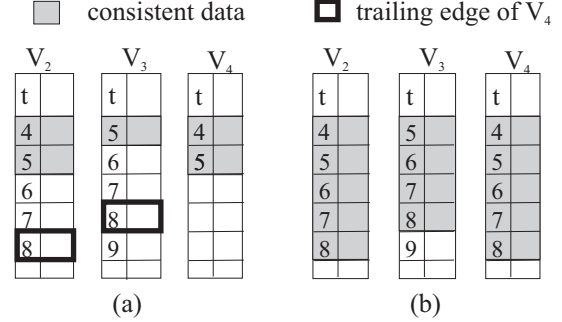 consistent data trailing edge of V4
V2 V3 V4 V2 V3 V4
t t t t t t
4 5 4 4 5 4
5 6 5 5 6 5
6 7 6 7 6
7 8 7 8 7
8 9 8 9 8
(a) (b)